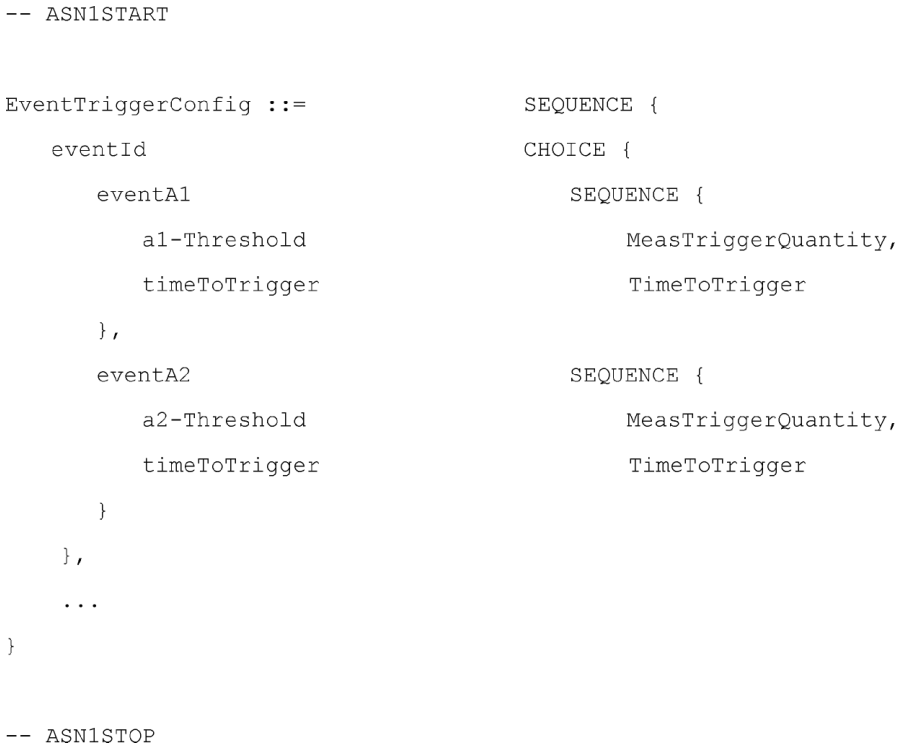 -- ASN1START
EventTriggerConfig ::= SEQUENCE {
eventId CHOICE {
eventA1 SEQUENCE {
a1-Threshold MeasTriggerQuantity,
timeToTrigger TimeToTrigger
},
eventA2 SEQUENCE {
a2-Threshold MeasTriggerQuantity,
timeToTrigger TimeToTrigger
}
},
...
}
-- ASN1STOP